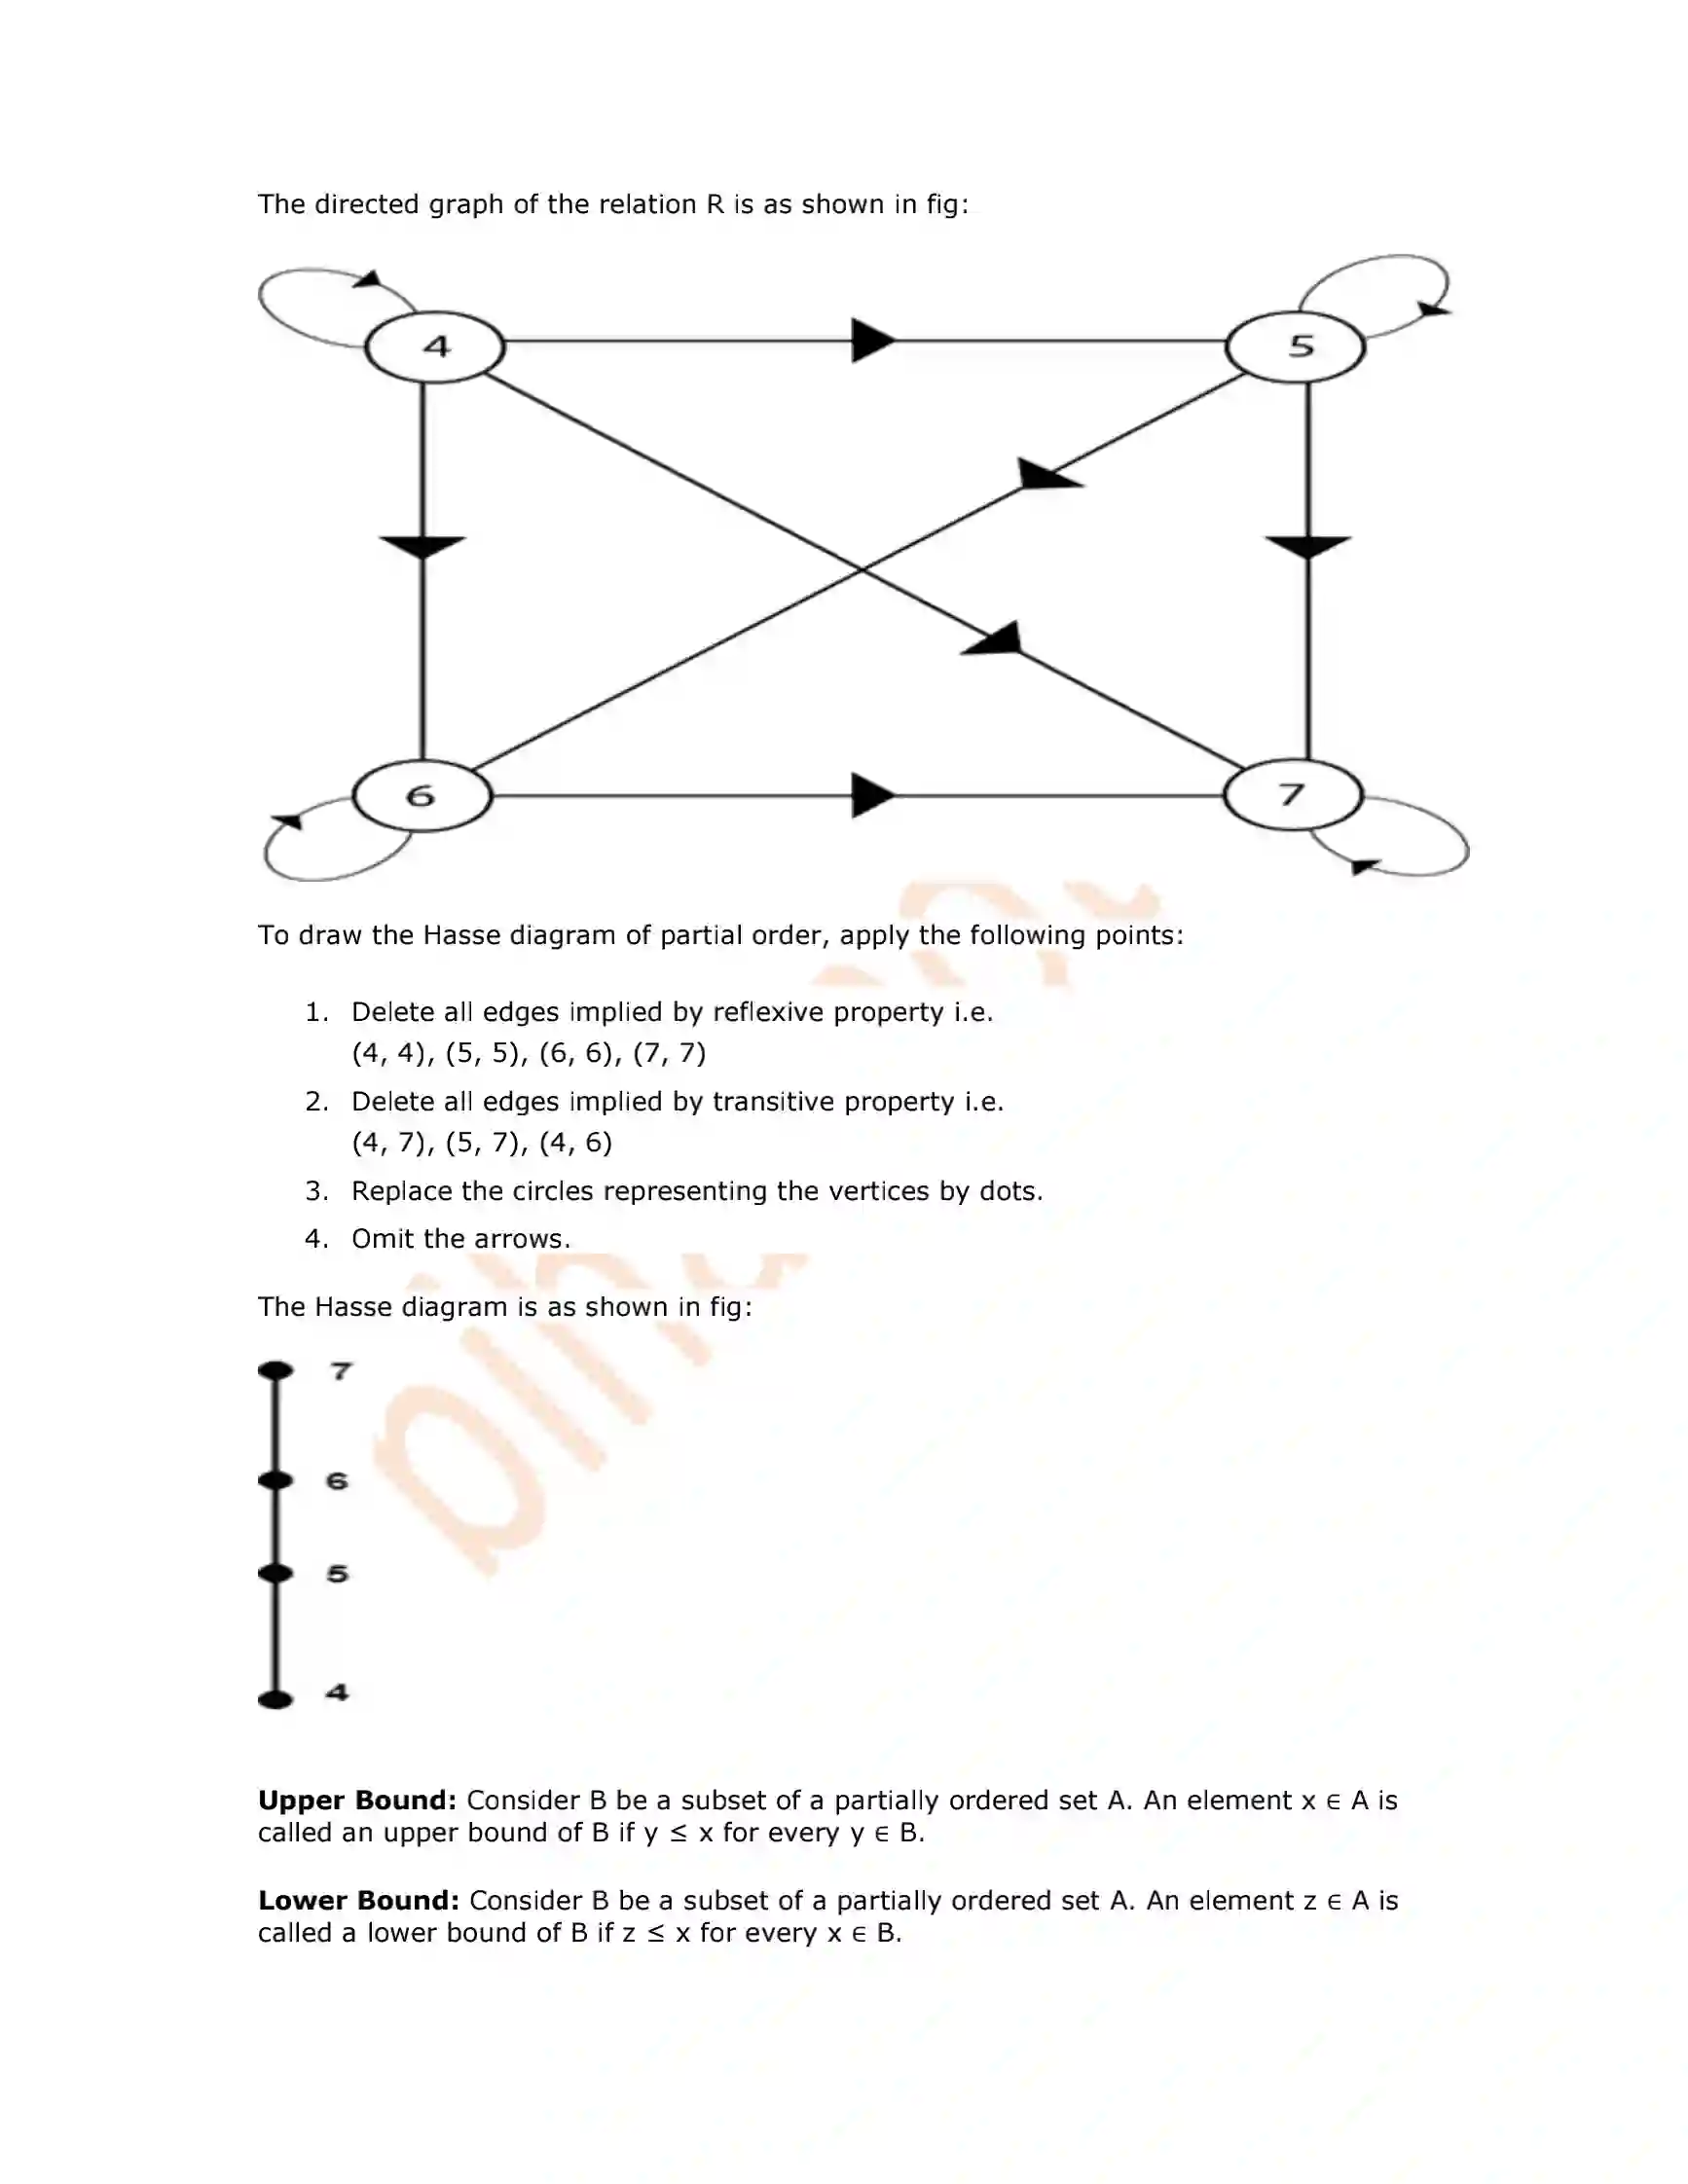 The directed graph of the relation R is as shown in fig:
4
5
6
7
To draw the Hasse diagram of partial order, apply the following points:
1. Delete all edges implied by reflexive property i.e.
(4, 4), (5, 5), (6, 6), (7, 7)
2. Delete all edges implied by transitive property i.e.
(4, 7), (5, 7), (4, 6)
3. Replace the circles representing the vertices by dots.
4. Omit the arrows.
The Hasse diagram is as shown in fig:
7
6
5
4
Upper Bound: Consider B be a subset of a partially ordered set A. An element x ∈ A is
called an upper bound of B if y ≤ x for every y ∈ B.
Lower Bound: Consider B be a subset of a partially ordered set A. An element z ∈ A is
called a lower bound of B if z ≤ x for every x ∈ B.